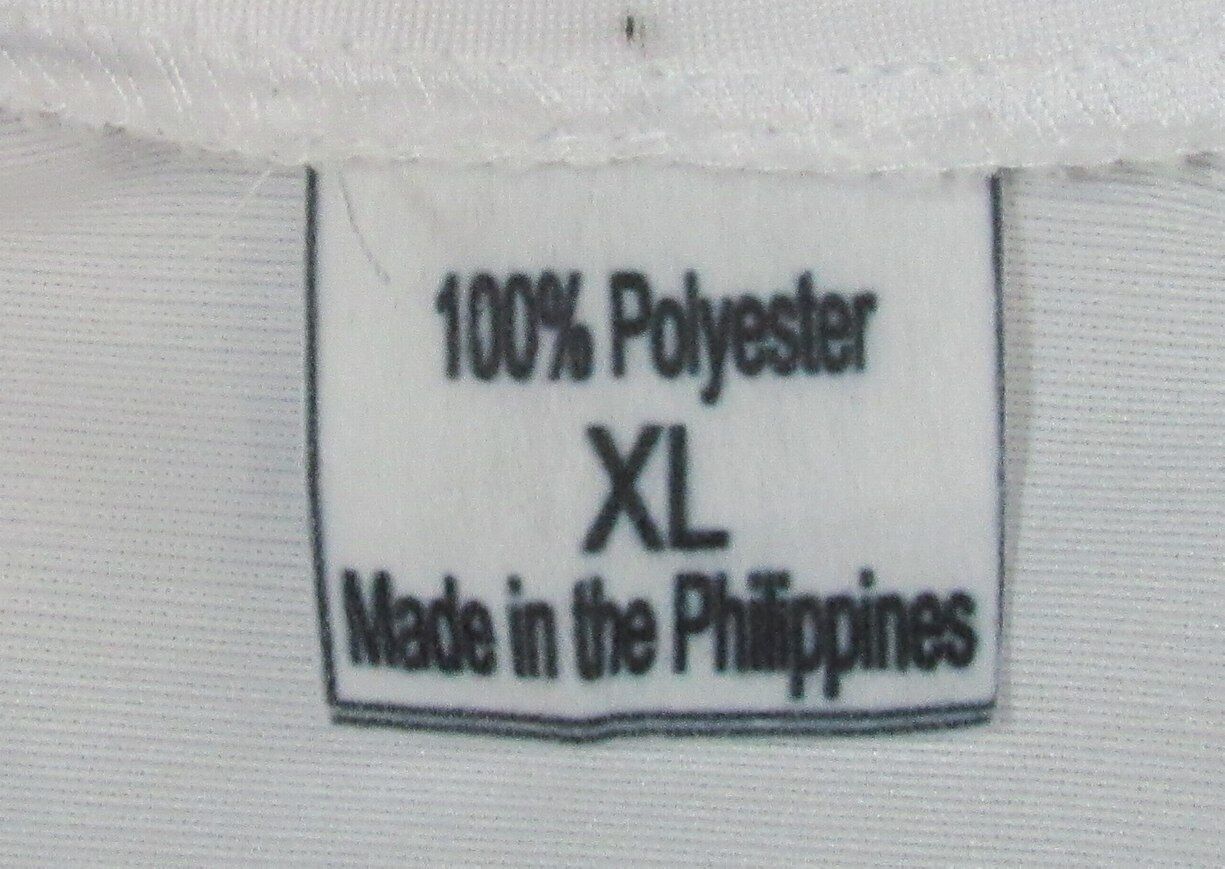 100% Polyester
XL
Made in the Philippines